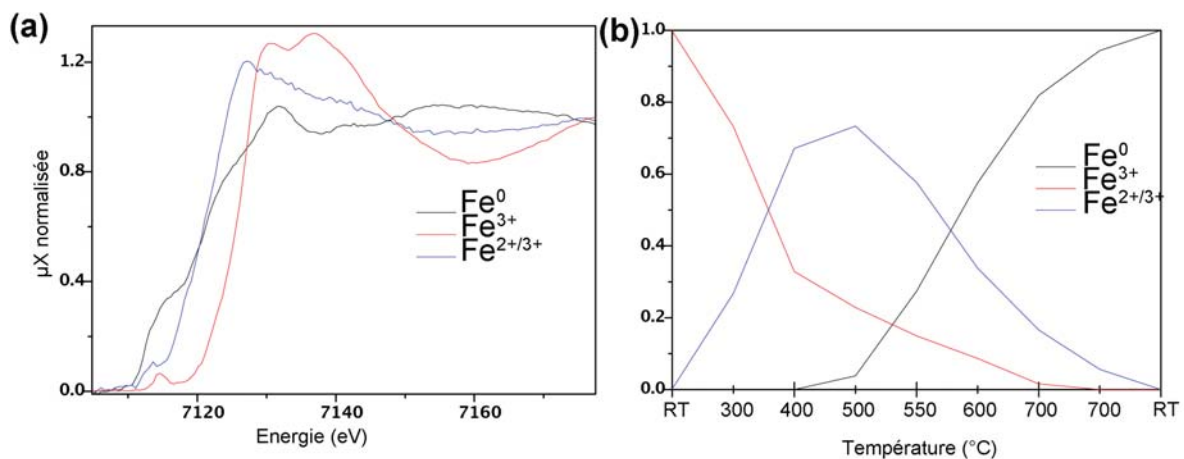 (a)
1.2
0.8
0.4
0.0
µX normalisée
Fe0
Fe3+
Fe2+/3+
7120
7140
7160
Energie (eV)
(b)
1.0
0.8
0.6
0.4
0.2
0.0
Fe0
Fe3+
Fe2+/3+
RT
300
400
500
550
600
700
700
RT
Température (°C)